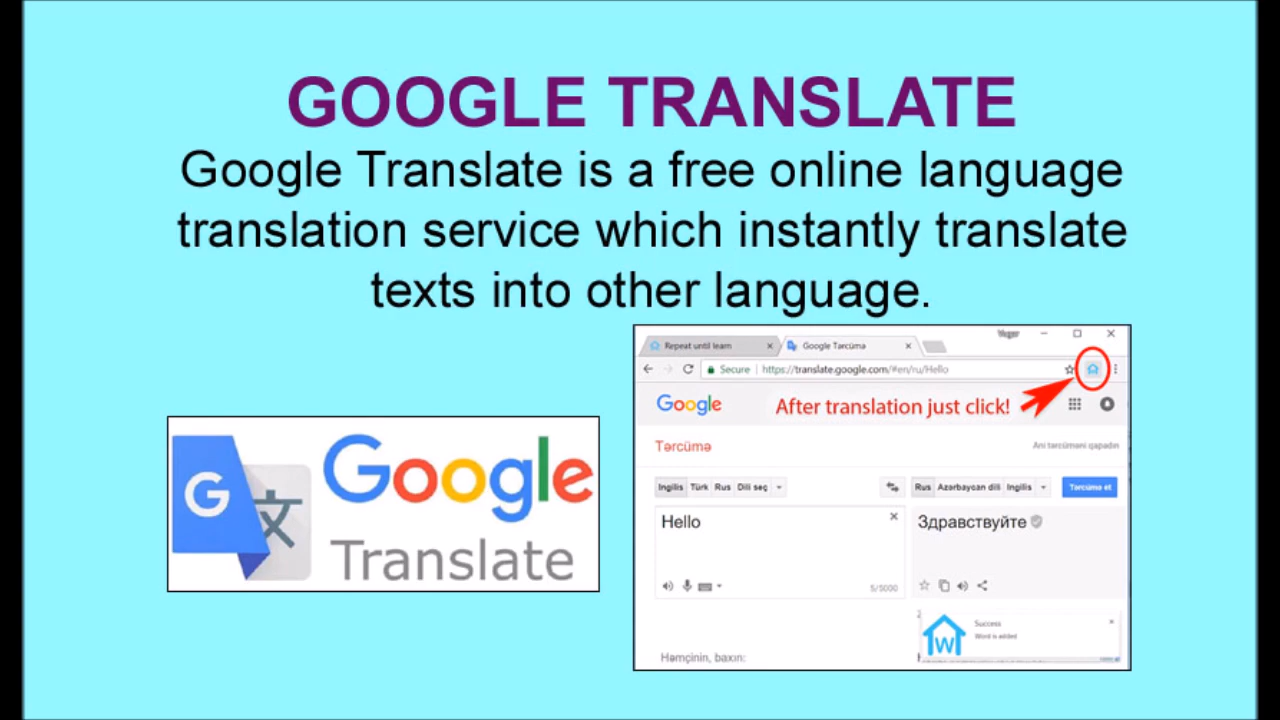 GOOGLE TRANSLATE
Google Translate is a free online language
translation service which instantly translate
texts into other language.
Repeat until learn
Google Tərcümə
Secure https://translate.google.com/#en/ru/Hello
Google
After translation just click!
Tərcümə
Ani tərcüməni qapadın
İngilis Türk Rus Dili seç
Rus Azərbaycan dili İngilis
Tərcümə et
Hello
Здравствуйте
5/5000
W
Success
Word is added
Həmçinin, baxın:
G 文
Google
Translate